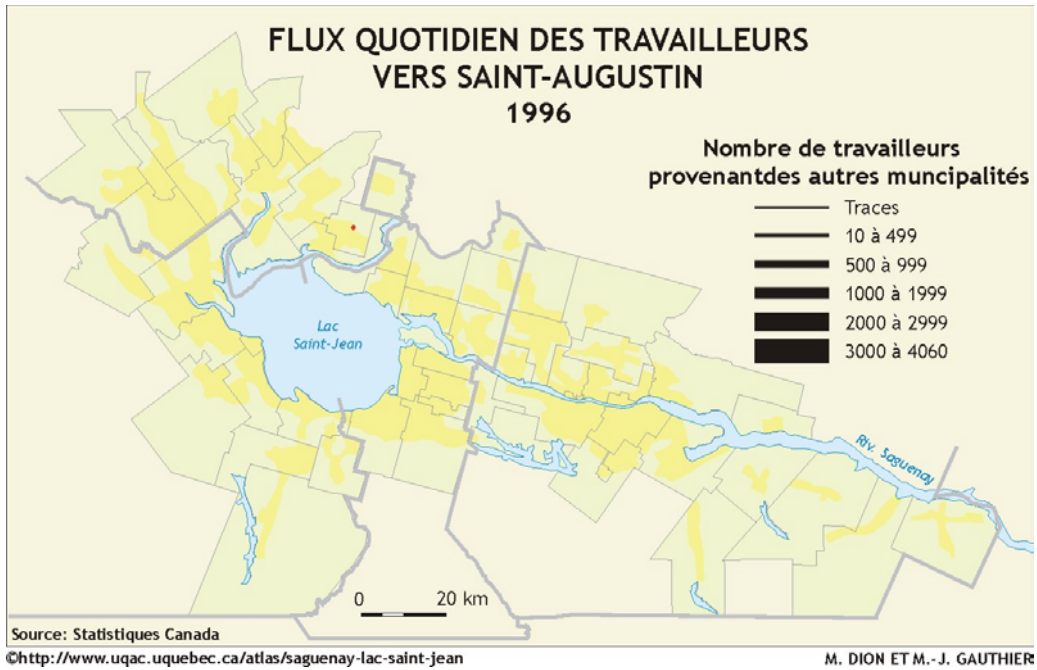 FLUX QUOTIDIEN DES TRAVAILLEURS
VERS SAINT-AUGUSTIN
1996
Nombre de travailleurs
provenantdes autres muncipalités
Traces
10 à 499
500 à 999
1000 à 1999
2000 à 2999
3000 à 4060
Lac
Saint-Jean
Riv. Saguenay
0 20 km
Source: Statistiques Canada
©http://www.uqac.uquebec.ca/atlas/saguenay-lac-saint-jean
M. DION ET M.-J. GAUTHIER